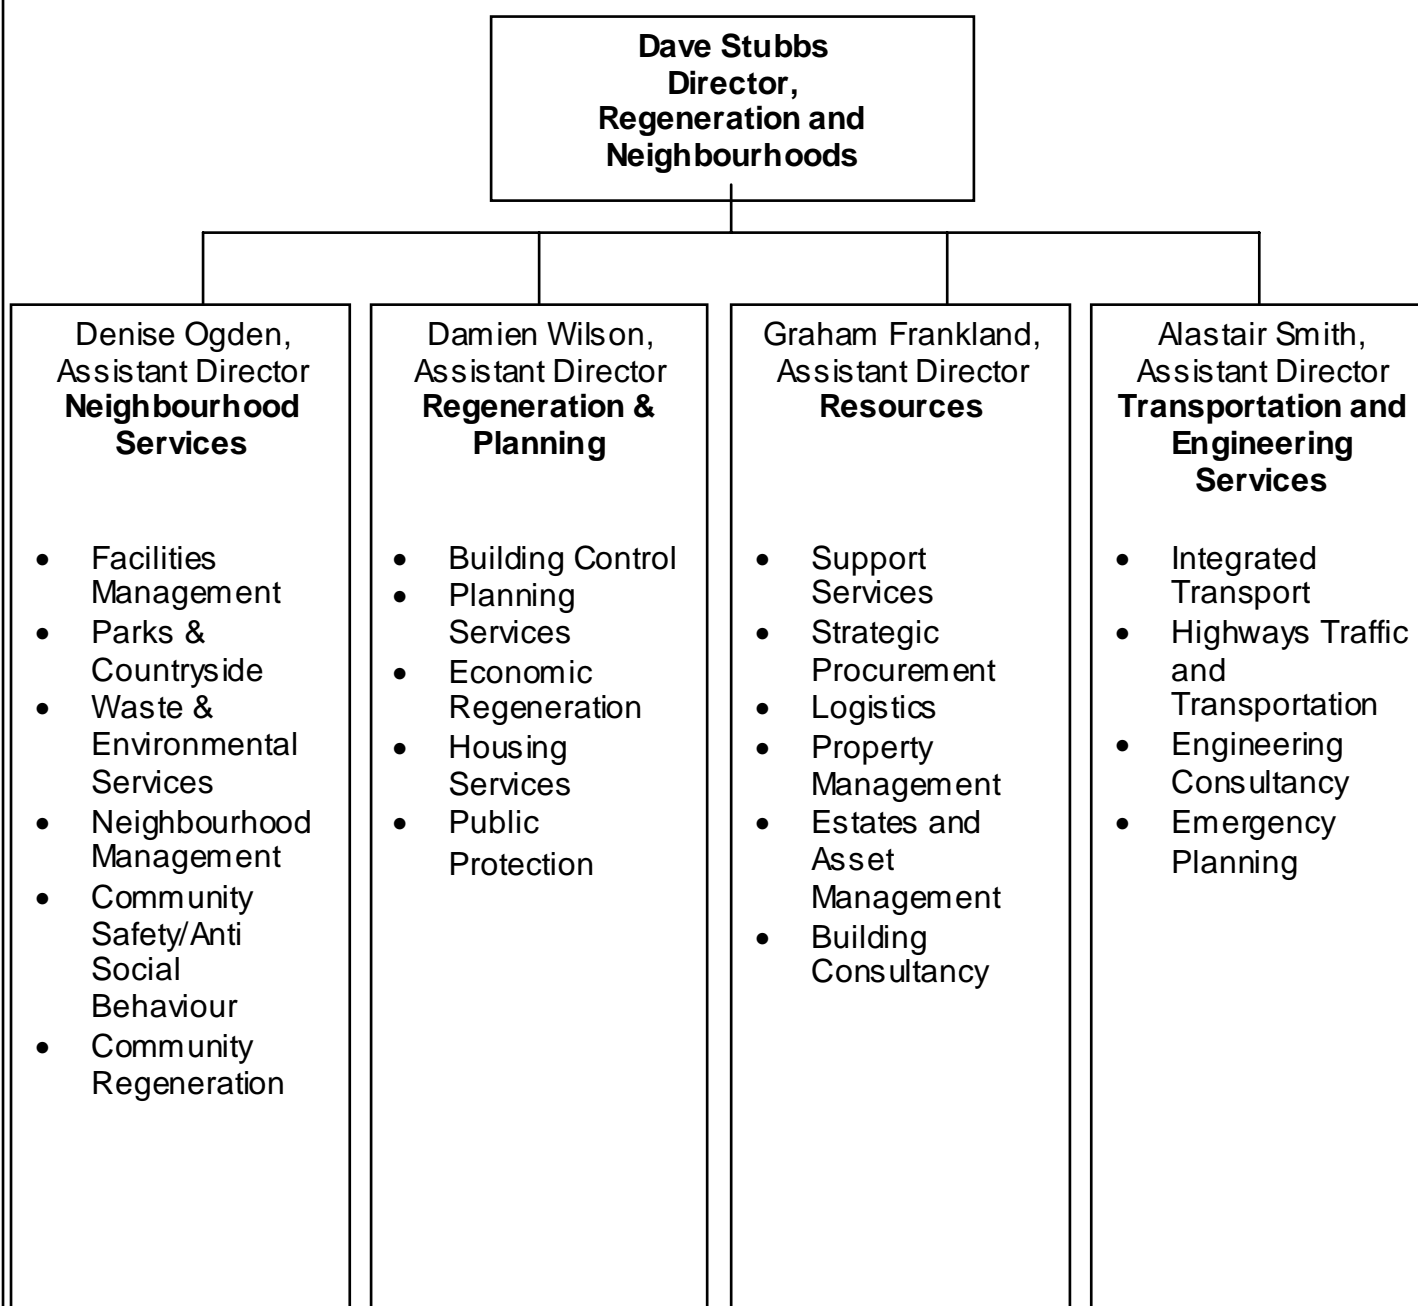 Dave Stubbs
Director,
Regeneration and
Neighbourhoods
Denise Ogden,
Assistant Director
Neighbourhood
Services
• Facilities
Management
• Parks &
Countryside
• Waste &
Environmental
Services
• Neighbourhood
Management
• Community
Safety/Anti
Social
Behaviour
• Community
Regeneration
Damien Wilson,
Assistant Director
Regeneration &
Planning
• Building Control
• Planning
Services
• Economic
Regeneration
• Housing
Services
• Public
Protection
Graham Frankland,
Assistant Director
Resources
• Support
Services
• Strategic
Procurement
• Logistics
• Property
Management
• Estates and
Asset
Management
• Building
Consultancy
Alastair Smith,
Assistant Director
Transportation and
Engineering
Services
• Integrated
Transport
• Highways Traffic
and
Transportation
• Engineering
Consultancy
• Emergency
Planning